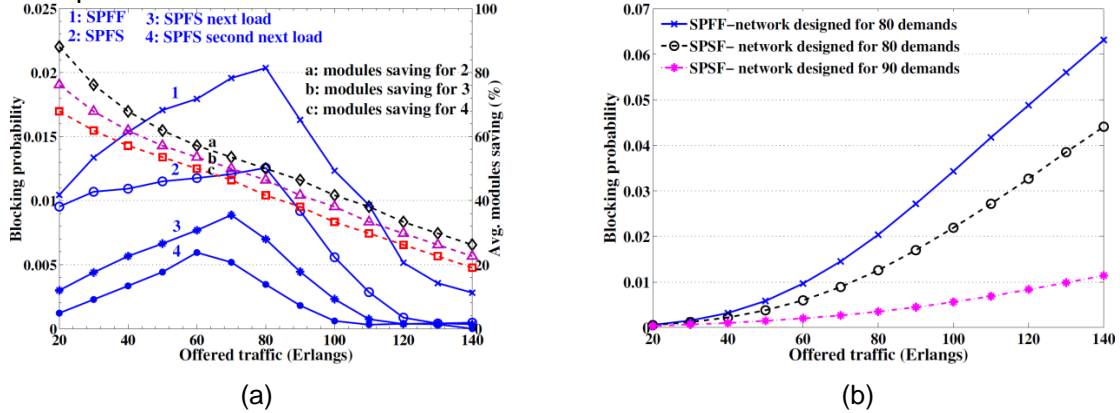 1: SPFF 3: SPFS next load
2: SPFS 4: SPFS second next load
a: modules saving for 2
b: modules saving for 3
c: modules saving for 4
1
a
b
c
2
3
4
Blocking probability
0.025
0.02
0.015
0.01
0.005
0
Avg. modules saving (%)
100
80
60
40
20
0
20 40 60 80 100 120 140
Offered traffic (Erlangs)
(a)
SPFF-network designed for 80 demands
SPSF- network designed for 80 demands
SPSF- network designed for 90 demands
Blocking probability
0.07
0.06
0.05
0.04
0.03
0.02
0.01
0
20 40 60 80 100 120 140
Offered traffic (Erlangs)
(b)